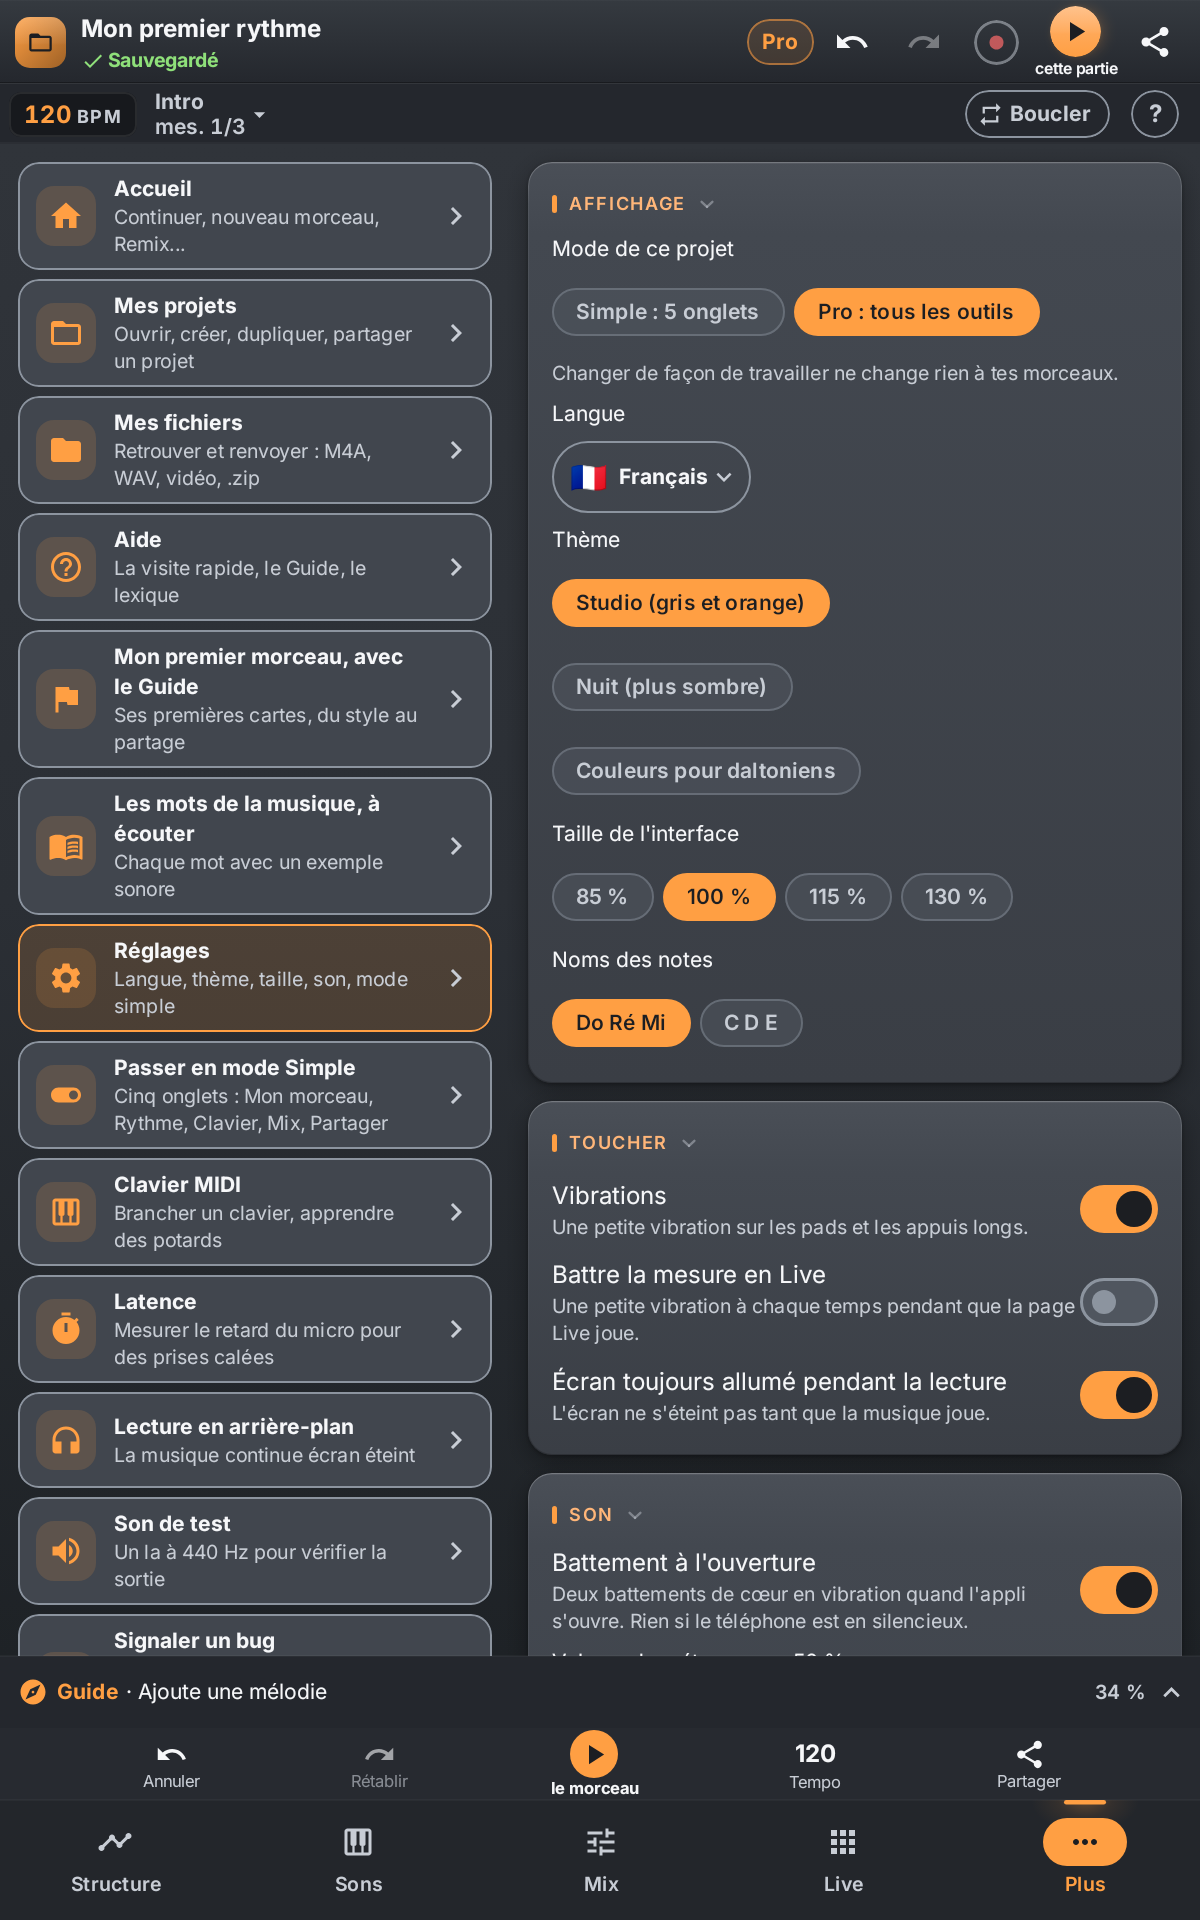 Mon premier rythme
Sauvegardé
Pro
cette partie
120 BPM
Intro
mes. 1/3
Boucler
?
Accueil
Continuer, nouveau morceau,
Remix...
Mes projets
Ouvrir, créer, dupliquer, partager
un projet
Mes fichiers
Retrouver et renvoyer : M4A,
WAV, vidéo, .zip
Aide
La visite rapide, le Guide, le
lexique
Mon premier morceau, avec
le Guide
Ses premières cartes, du style au
partage
Les mots de la musique, à
écouter
Chaque mot avec un exemple
sonore
Réglages
Langue, thème, taille, son, mode
simple
Passer en mode Simple
Cinq onglets : Mon morceau,
Rythme, Clavier, Mix, Partager
Clavier MIDI
Brancher un clavier, apprendre
des potards
Latence
Mesurer le retard du micro pour
des prises calées
Lecture en arrière-plan
La musique continue écran éteint
Son de test
Un la à 440 Hz pour vérifier la
sortie
Signaler un bug
AFFICHAGE
Mode de ce projet
Simple : 5 onglets
Pro : tous les outils
Changer de façon de travailler ne change rien à tes morceaux.
Langue
Français
Thème
Studio (gris et orange)
Nuit (plus sombre)
Couleurs pour daltoniens
Taille de l'interface
85 %
100 %
115 %
130 %
Noms des notes
Do Ré Mi
C D E
TOUCHER
Vibrations
Une petite vibration sur les pads et les appuis longs.
Battre la mesure en Live
Une petite vibration à chaque temps pendant que la page
Live joue.
Écran toujours allumé pendant la lecture
L'écran ne s'éteint pas tant que la musique joue.
SON
Battement à l'ouverture
Deux battements de cœur en vibration quand l'appli
s'ouvre. Rien si le téléphone est en silencieux.
Guide · Ajoute une mélodie
34 %
Annuler
Rétablir
le morceau
120
Tempo
Partager
Structure
Sons
Mix
Live
Plus